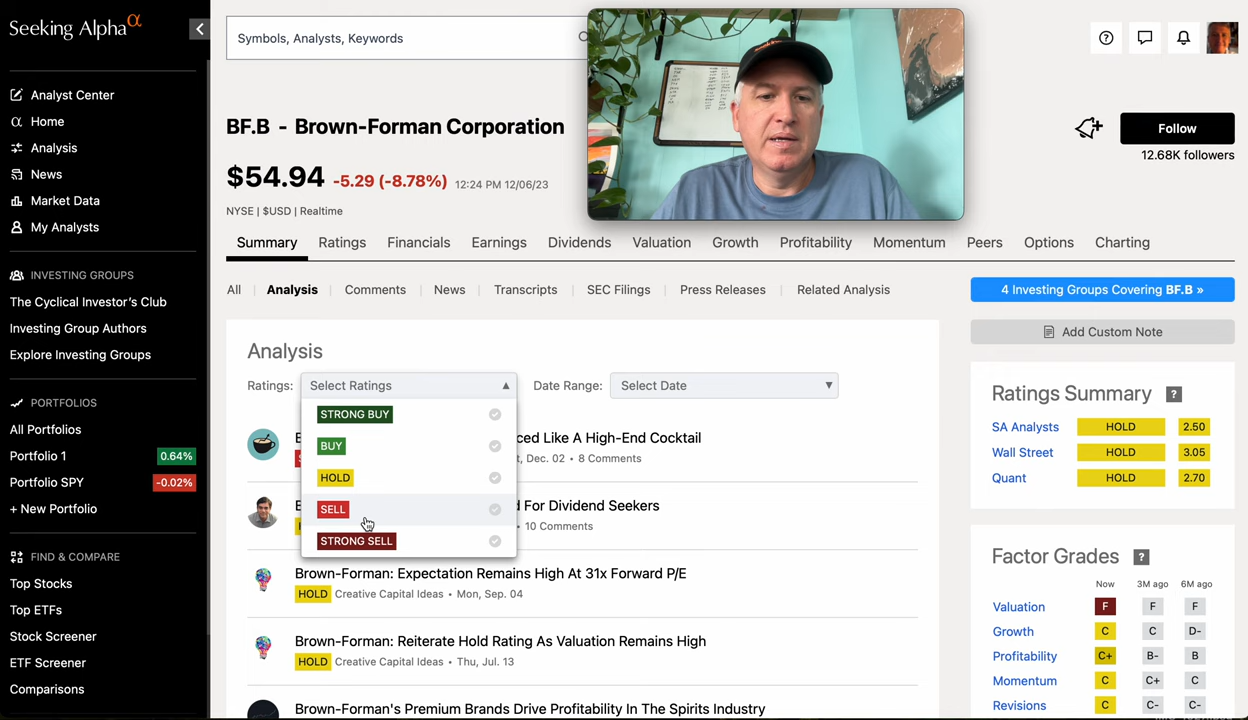 Seeking Alpha α
Symbols, Analysts, Keywords
Analyst Center
Home
Analysis
News
Market Data
My Analysts
INVESTING GROUPS
The Cyclical Investor's Club
Investing Group Authors
Explore Investing Groups
PORTFOLIOS
All Portfolios
Portfolio 1 0.64%
Portfolio SPY -0.02%
+ New Portfolio
FIND & COMPARE
Top Stocks
Top ETFs
Stock Screener
ETF Screener
Comparisons
BF.B - Brown-Forman Corporation
$54.94 -5.29 (-8.78%) 12:24 PM 12/06/23
NYSE | $USD | Realtime
Follow
12.68K followers
Summary Ratings Financials Earnings Dividends Valuation Growth Profitability Momentum Peers Options Charting
All | Analysis | Comments | News | Transcripts | SEC Filings | Press Releases | Related Analysis
Analysis
Ratings: Select Ratings ▲ Date Range: Select Date ▼
STRONG BUY
BUY
HOLD
SELL
STRONG SELL
ced Like A High-End Cocktail
t, Dec. 02 • 8 Comments
d For Dividend Seekers
• 10 Comments
Brown-Forman: Expectation Remains High At 31x Forward P/E
HOLD Creative Capital Ideas • Mon, Sep. 04
Brown-Forman: Reiterate Hold Rating As Valuation Remains High
HOLD Creative Capital Ideas • Thu, Jul. 13
Brown-Forman's Premium Brands Drive Profitability In The Spirits Industry
4 Investing Groups Covering BF.B »
Add Custom Note
Ratings Summary ?
SA Analysts HOLD 2.50
Wall Street HOLD 3.05
Quant HOLD 2.70
Factor Grades ?
Now 3M ago 6M ago
Valuation F F F
Growth C C D-
Profitability C+ B- B
Momentum C C+ C
Revisions C C- C-